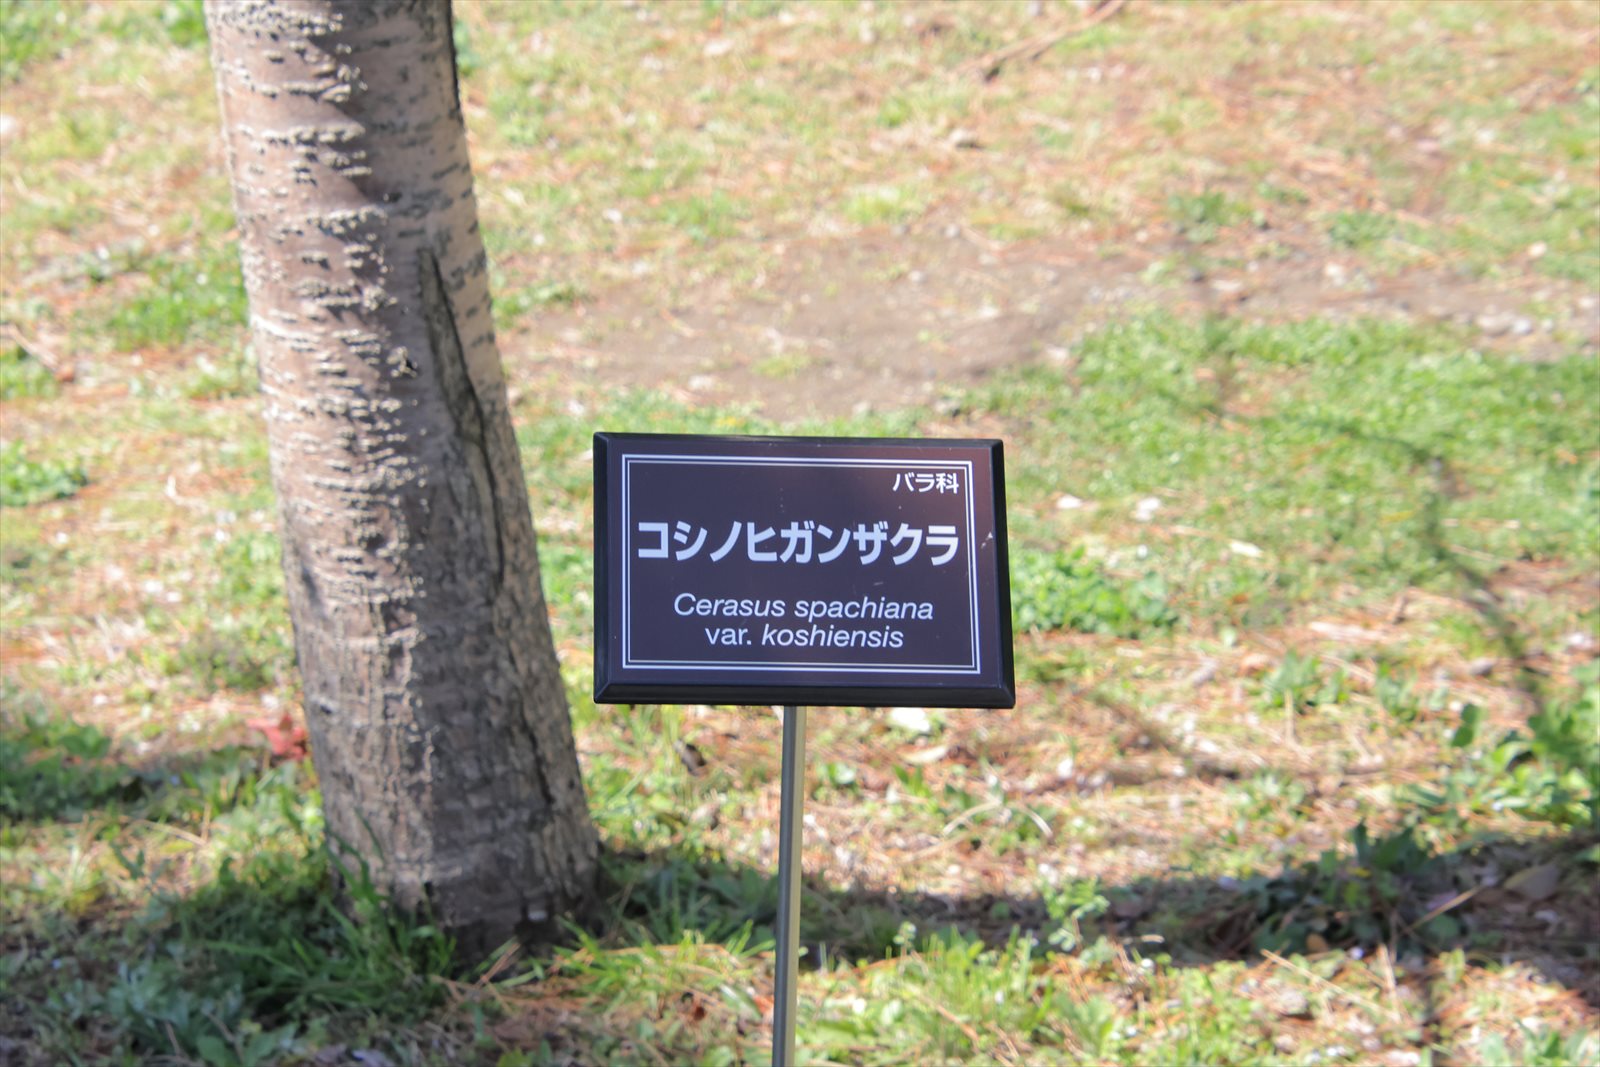 バラ科
コシノヒガンザクラ
Cerasus spachiana
var. koshiensis